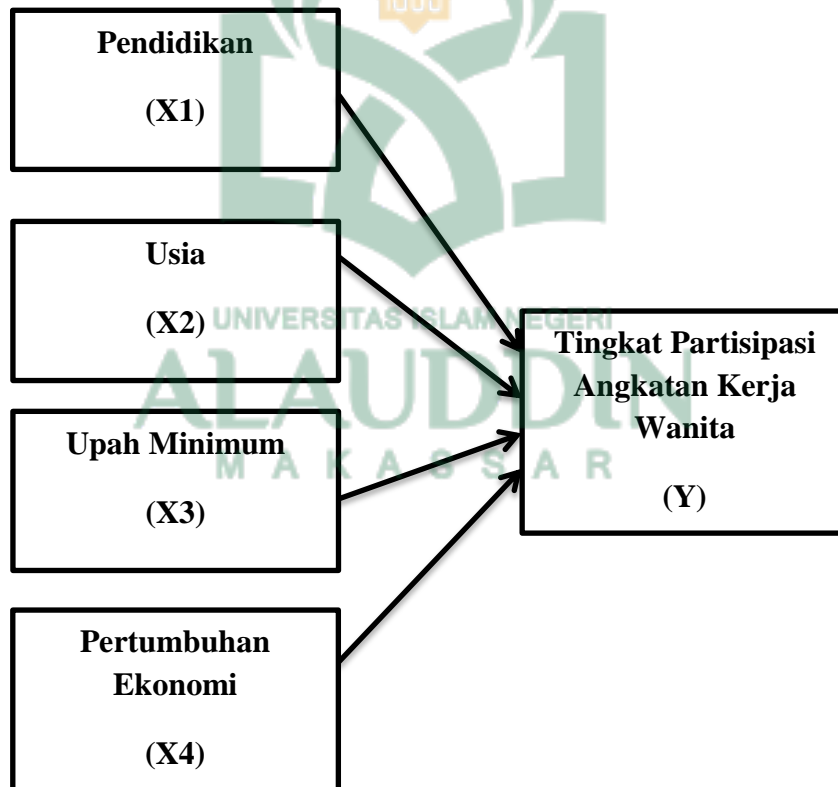 Pendidikan
(X1)
Usia
(X2)
Upah Minimum
(X3)
Pertumbuhan
Ekonomi
(X4)
Tingkat Partisipasi
Angkatan Kerja
Wanita
(Y)
UNIVERSITAS ISLAM NEGERI
ALAUDDIN
MAKASSAR